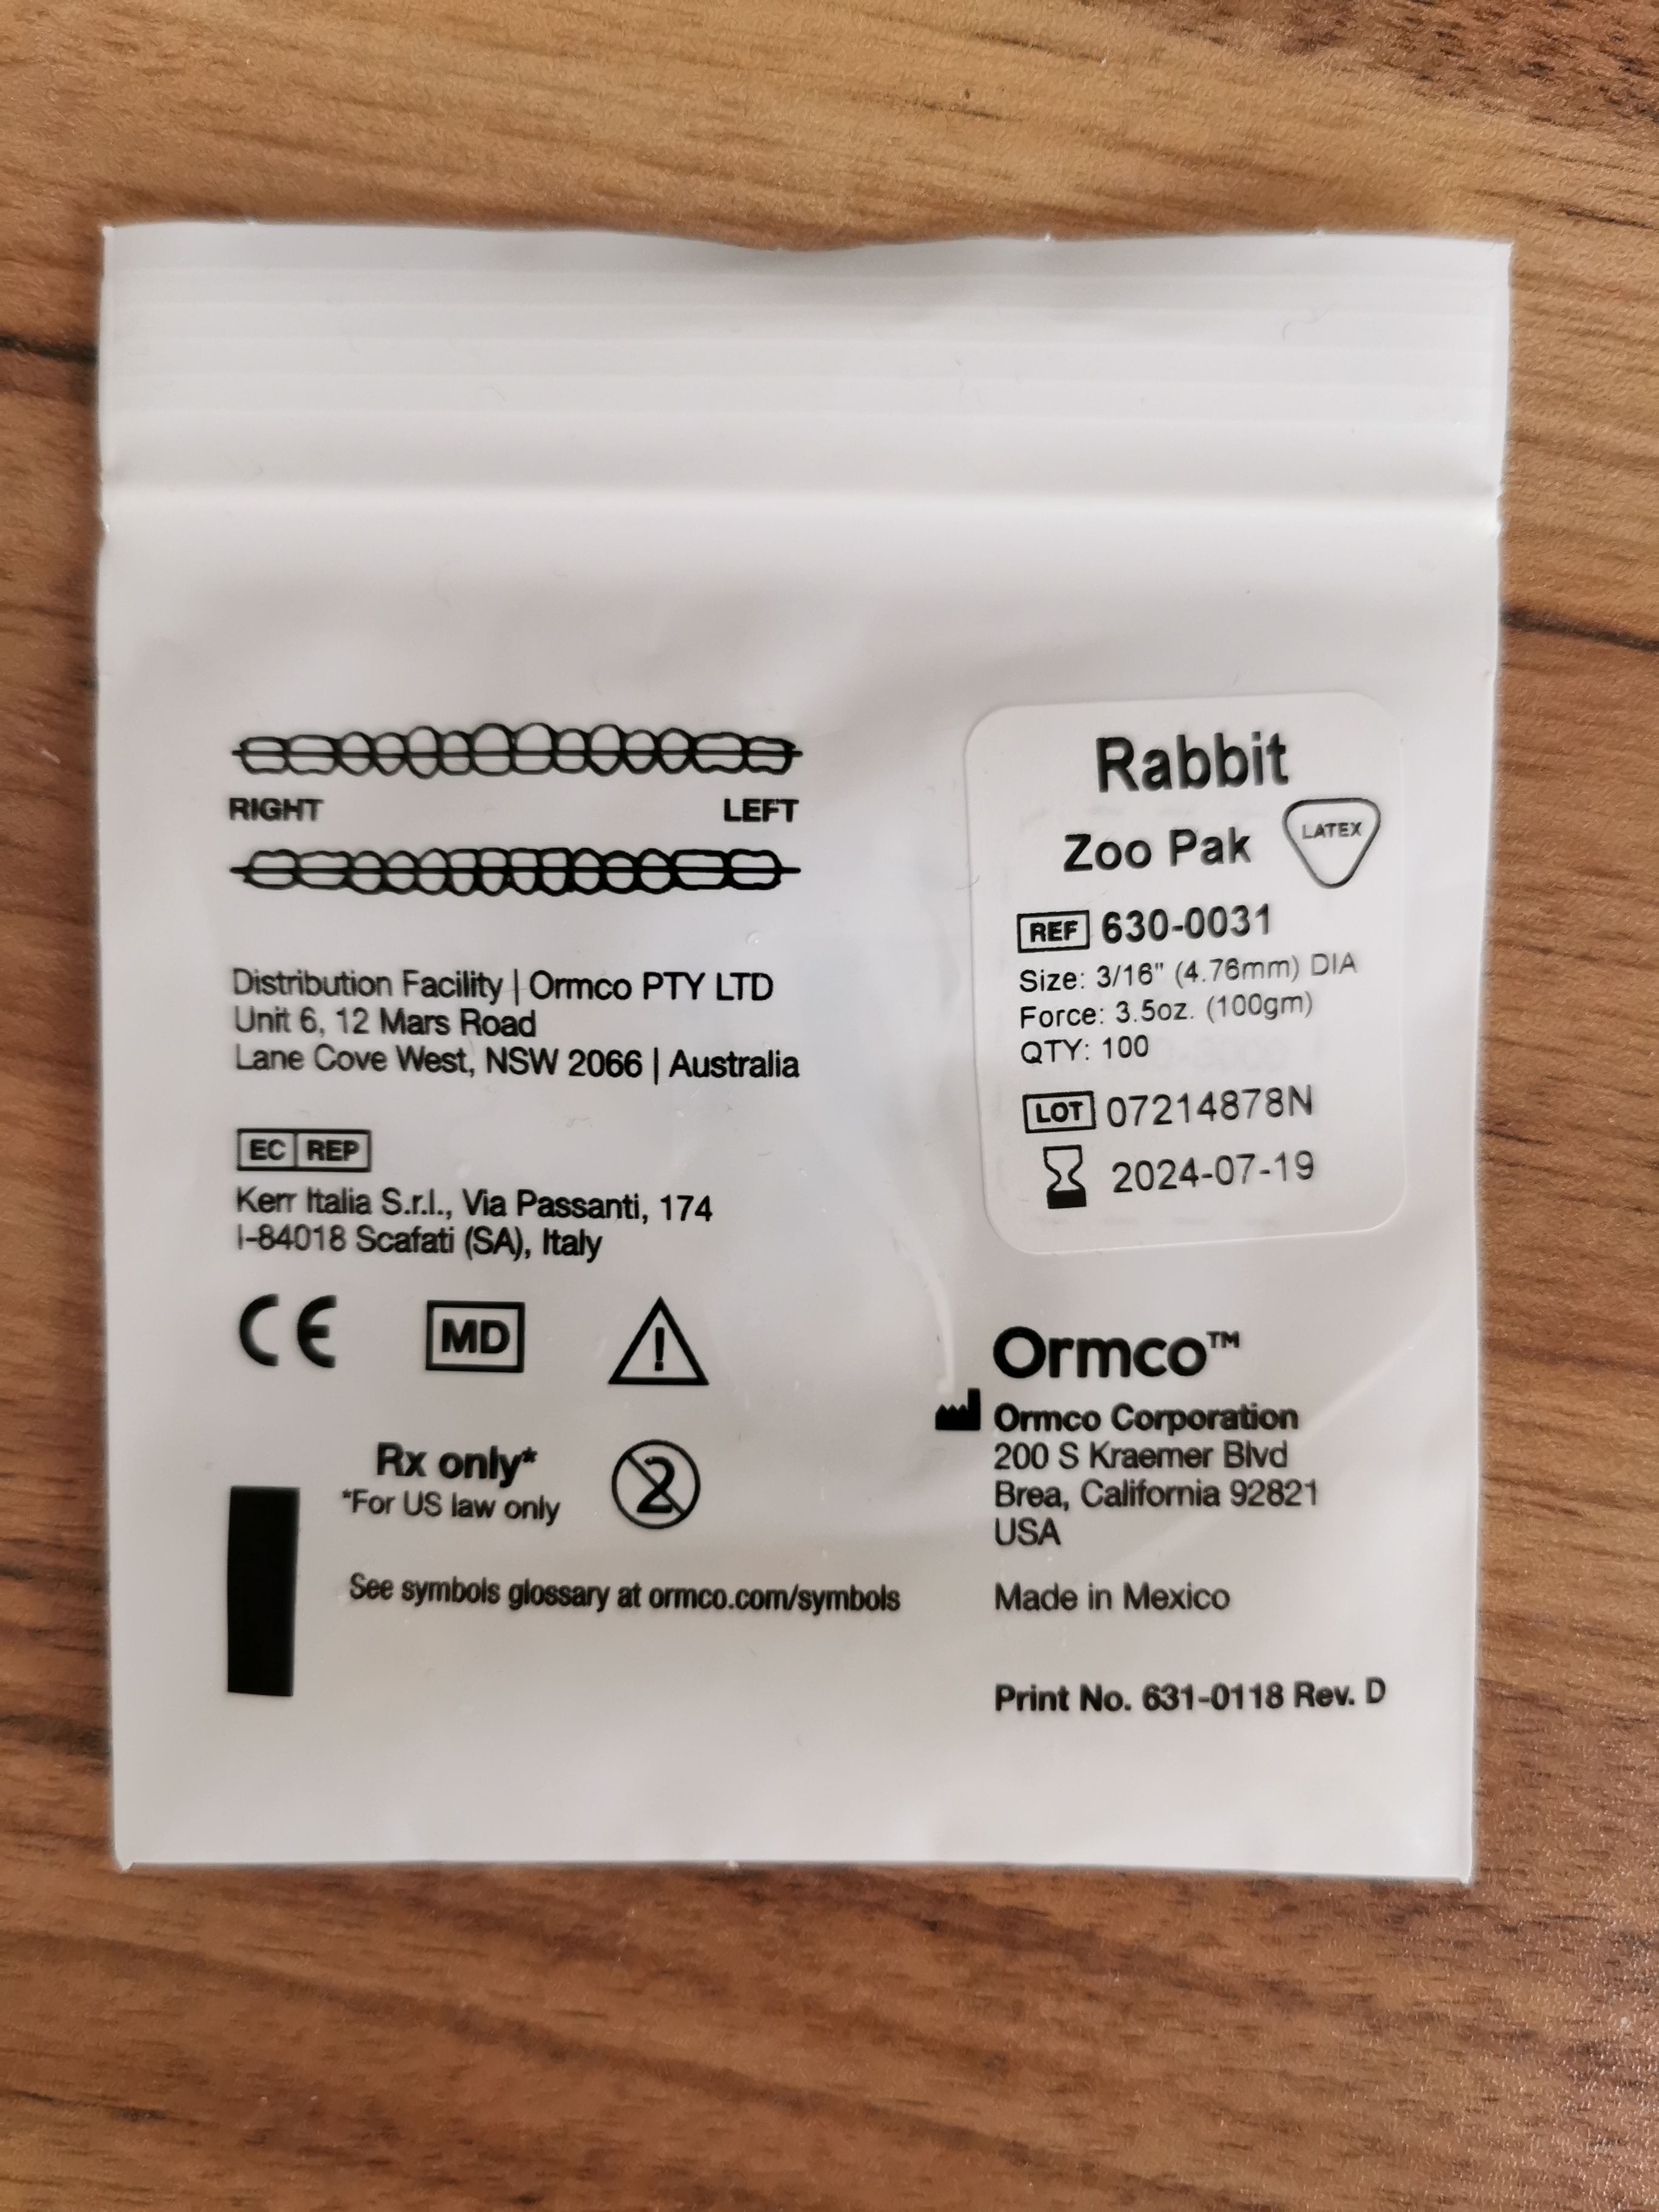 RIGHT LEFT
Distribution Facility | Ormco PTY LTD
Unit 6, 12 Mars Road
Lane Cove West, NSW 2066 | Australia
EC REP
Kerr Italia S.r.l., Via Passanti, 174
I-84018 Scafati (SA), Italy
CE MD !
Rx only*
*For US law only
2
See symbols glossary at ormco.com/symbols
Rabbit
Zoo Pak
LATEX
REF 630-0031
Size: 3/16" (4.76mm) DIA
Force: 3.5oz. (100gm)
QTY: 100
LOT 07214878N
2024-07-19
Ormco™
Ormco Corporation
200 S Kraemer Blvd
Brea, California 92821
USA
Made in Mexico
Print No. 631-0118 Rev. D